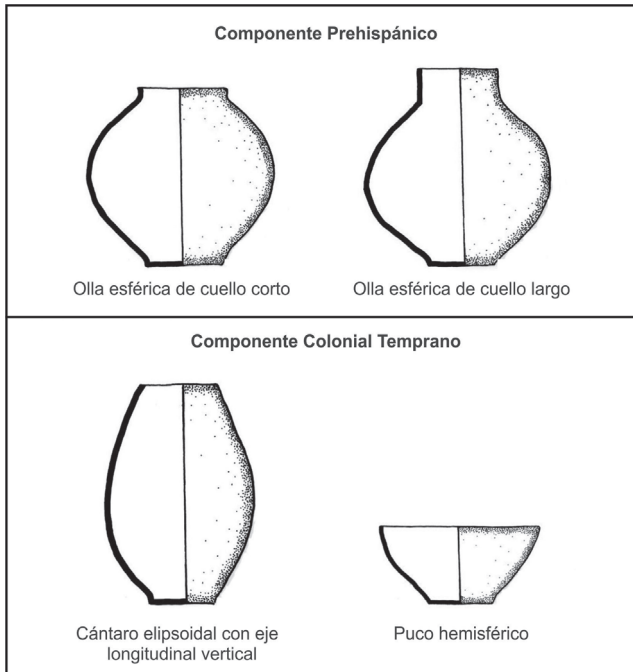 Componente Prehispánico
Olla esférica de cuello corto
Olla esférica de cuello largo
Componente Colonial Temprano
Cántaro elipsoidal con eje
longitudinal vertical
Puco hemisférico